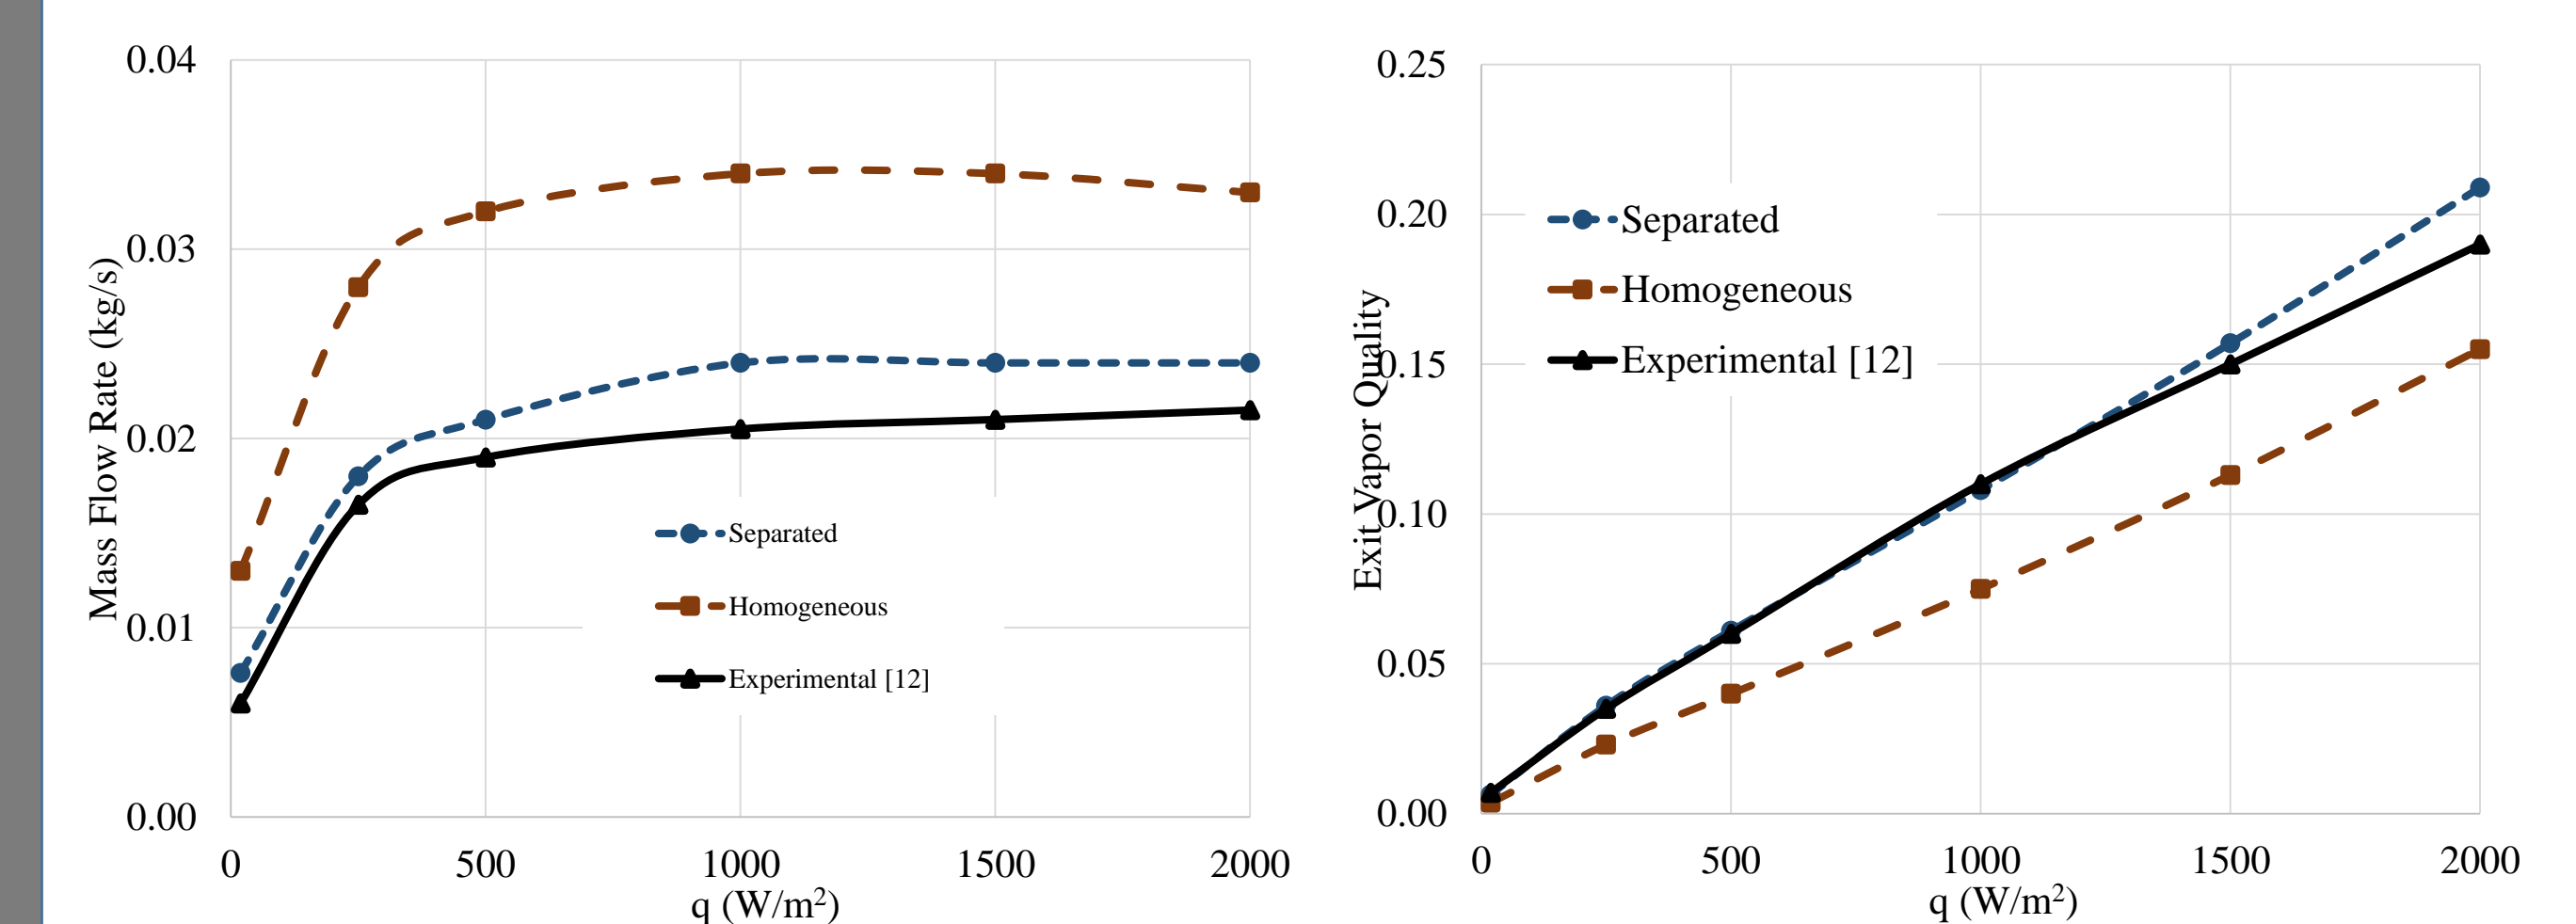 0.04
0.03
0.02
0.01
0.00
Mass Flow Rate (kg/s)
Separated
Homogeneous
Experimental [12]
0
500
1000
1500
2000
q (W/m²)
0.25
0.20
0.15
0.10
0.05
0.00
Exit Vapor Quality
Separated
Homogeneous
Experimental [12]
0
500
1000
1500
2000
q (W/m²)